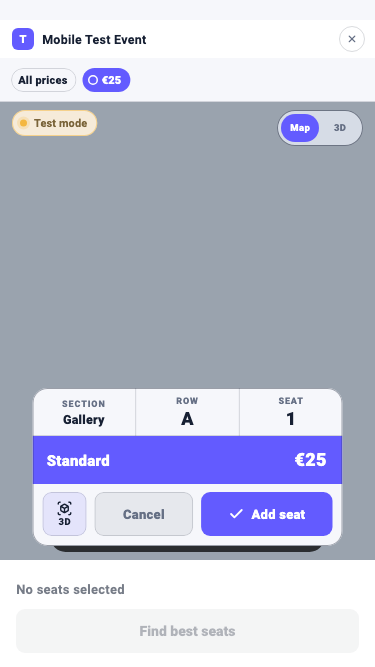 T Mobile Test Event
All prices €25
Test mode
Map 3D
SECTION ROW SEAT
Gallery A 1
Standard €25
3D Cancel Add seat
No seats selected
Find best seats